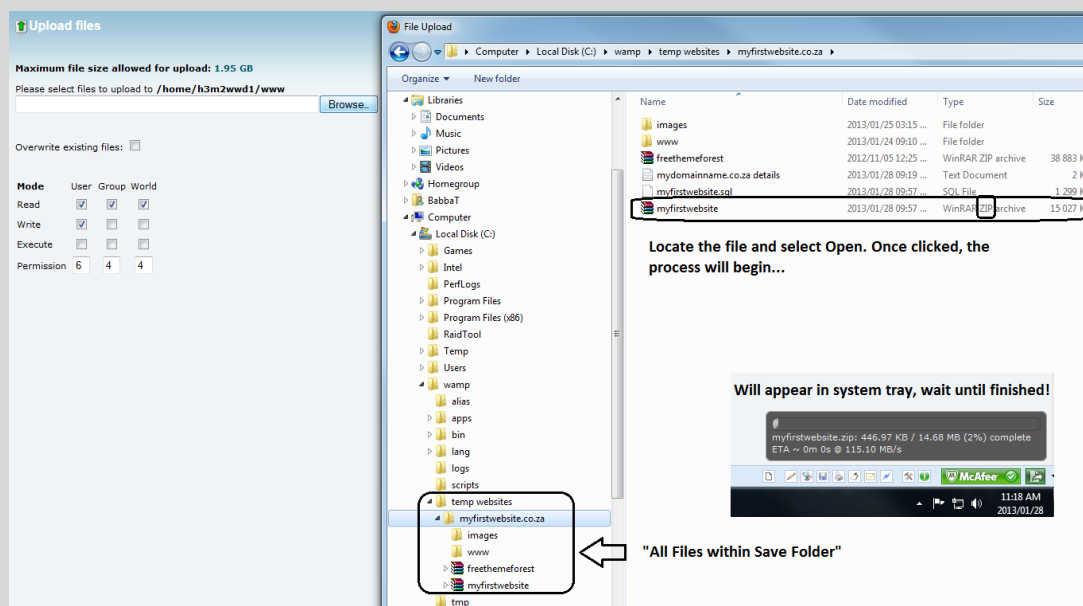 Upload files
Maximum file size allowed for upload: 1.95 GB
Please select files to upload to /home/h3m2wwd1/www
Browse..
Overwrite existing files:
Mode User Group World
Read
Write
Execute
Permission 6 4 4
File Upload
Computer Local Disk (C:) wamp temp websites myfirstwebsite.co.za
Organize New folder
Libraries
Documents
Music
Pictures
Videos
Homegroup
BabbaT
Computer
Local Disk (C:)
Games
Intel
PerfLogs
Program Files
Program Files (x86)
RaidTool
Temp
Users
wamp
alias
apps
bin
lang
logs
scripts
temp websites
myfirstwebsite.co.za
images
www
freethemeforest
myfirstwebsite
tmp
Name Date modified Type Size
images 2013/01/25 03:15 ... File folder
www 2013/01/24 09:10 ... File folder
freethemeforest 2012/11/05 12:25 ... WinRAR ZIP archive 38 883 K
mydomainname.co.za details 2013/01/28 09:19 ... Text Document 2 K
myfirstwebsite.sql 2013/01/28 09:57 ... SQL File 1 299 K
myfirstwebsite 2013/01/28 09:57 ... WinRAR ZIP archive 15 027 K
Locate the file and select Open. Once clicked, the
process will begin...
Will appear in system tray, wait until finished!
myfirstwebsite.zip: 446.97 KB / 14.68 MB (2%) complete
ETA ~ 0m 0s @ 115.10 MB/s
McAfee
11:18 AM
2013/01/28
"All Files within Save Folder"